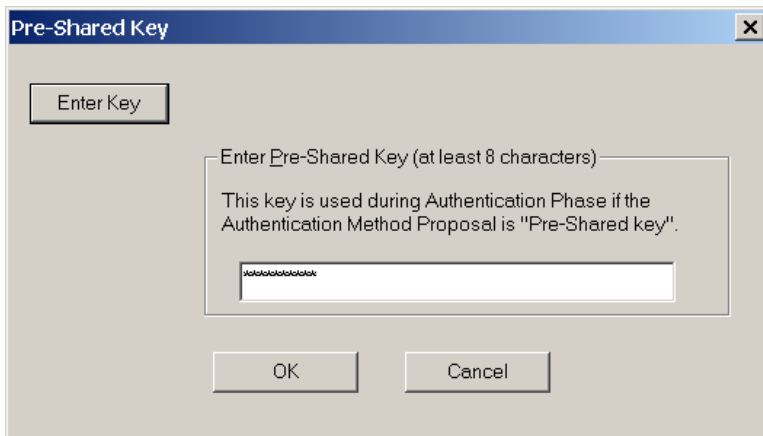 Pre-Shared Key
Enter Key
Enter Pre-Shared Key (at least 8 characters)
This key is used during Authentication Phase if the
Authentication Method Proposal is "Pre-Shared key".
***********
OK Cancel